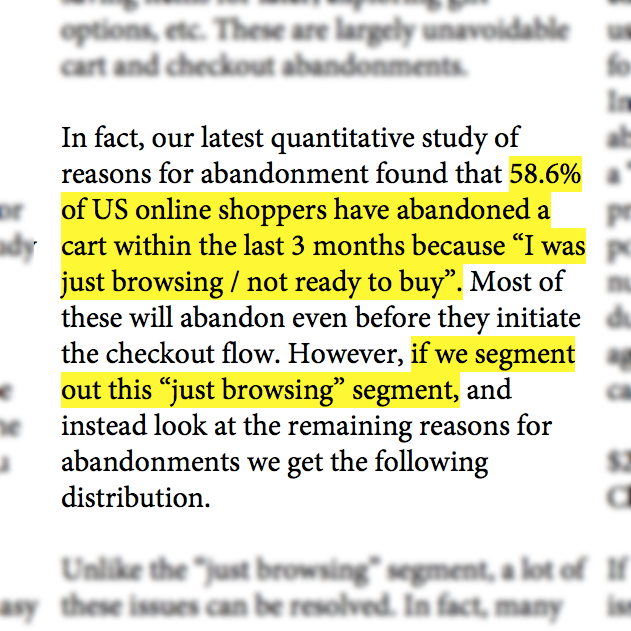 options, etc. These are largely unavoidable
cart and checkout abandonments.
In fact, our latest quantitative study of
reasons for abandonment found that 58.6%
of US online shoppers have abandoned a
cart within the last 3 months because “I was
just browsing / not ready to buy”. Most of
these will abandon even before they initiate
the checkout flow. However, if we segment
out this “just browsing” segment, and
instead look at the remaining reasons for
abandonments we get the following
distribution.
Unlike the “just browsing” segment, a lot of
these issues can be resolved. In fact, many